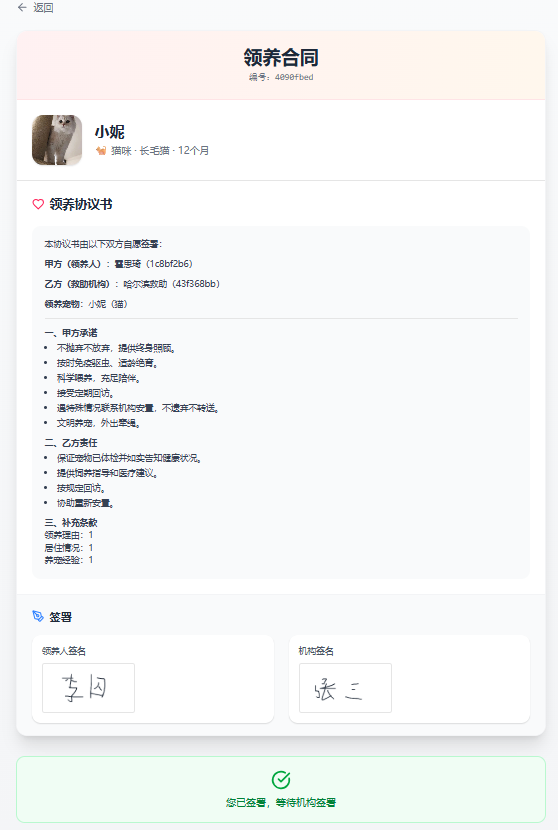 返回
领养合同
编号：4090fbed
小妮
猫咪 · 长毛猫 · 12个月
领养协议书
本协议书由以下双方自愿签署：
甲方（领养人）：霍思琦（1c8bf2b6）
乙方（救助机构）：哈尔滨救助（43f368bb）
领养宠物：小妮（猫）
一、甲方承诺
不抛弃不放弃，提供终身照顾。
按时免疫驱虫、适龄绝育。
科学喂养，充足陪伴。
接受定期回访。
遇特殊情况联系机构安置，不遗弃不转送。
文明养宠，外出牵绳。
二、乙方责任
保证宠物已体检并如实告知健康状况。
提供饲养指导和医疗建议。
按规定回访。
协助重新安置。
三、补充条款
领养理由：1
居住情况：1
养宠经验：1
签署
领养人签名
机构签名
李
张三
您已签署，等待机构签署